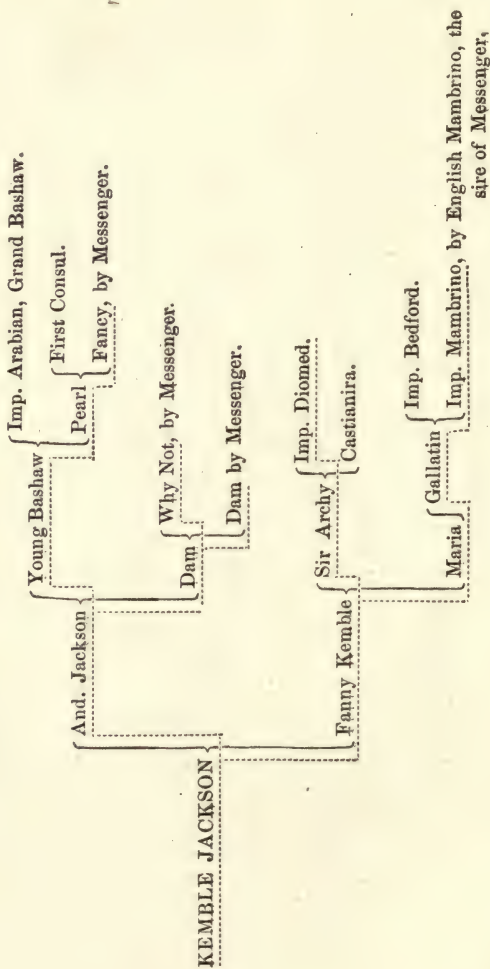 Imp. Arabian, Grand Bashaw.
Young Bashaw
First Consul.
Pearl
Fancy, by Messenger.
And. Jackson
Why Not, by Messenger.
Dam
Dam by Messenger.
KEMBLE JACKSON
Imp. Diomed.
Sir Archy
Castianira.
Fanny Kemble
Imp. Bedford.
Gallatin
Imp. Mambrino, by English Mambrino, the
sire of Messenger,
Maria